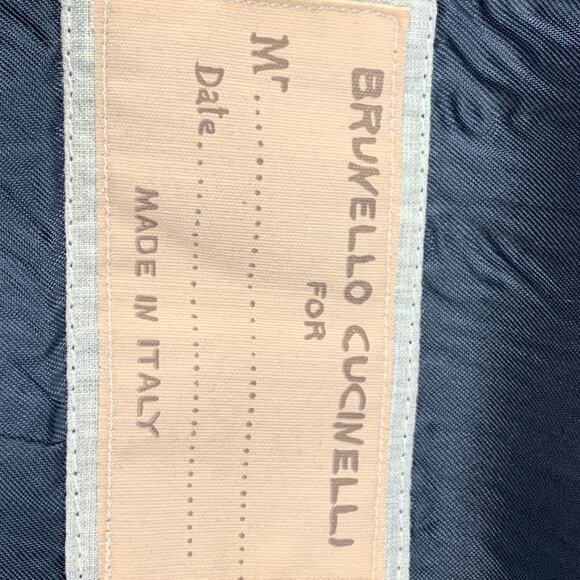 BRUNELLO CUCINELLI
FOR
Mr..........................
Date........................
MADE IN ITALY